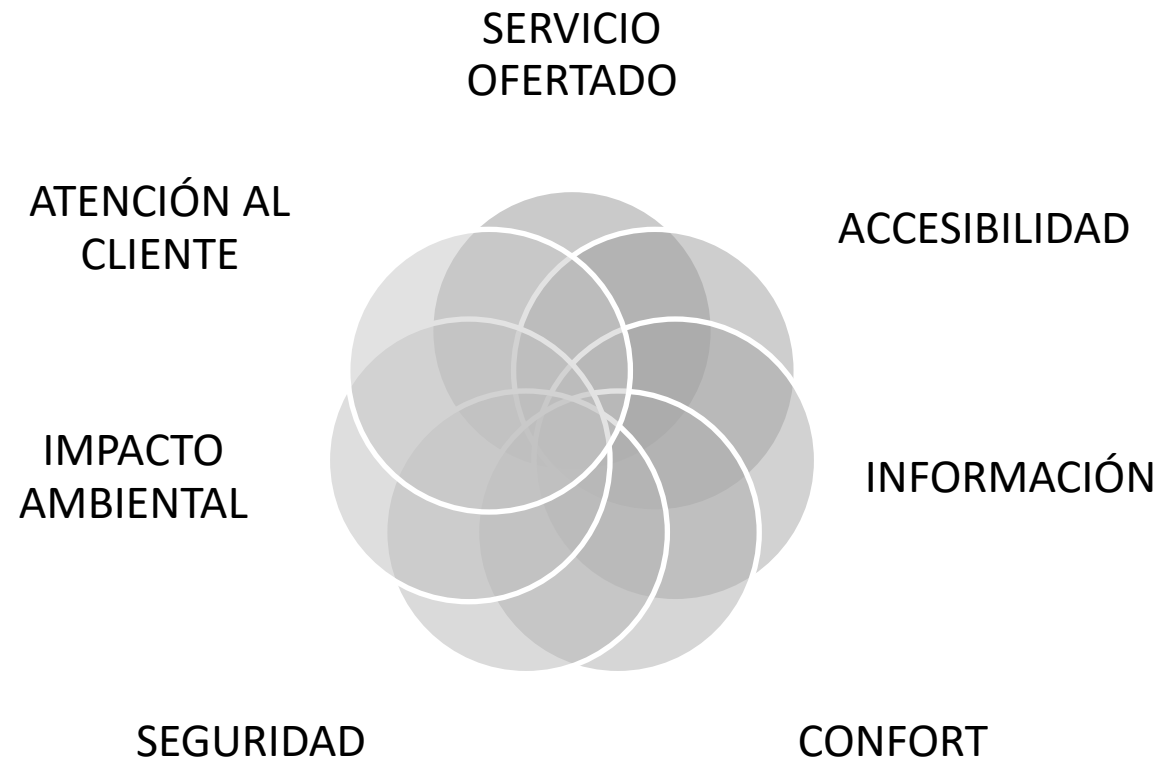 SERVICIO
OFERTADO
ATENCIÓN AL
CLIENTE
ACCESIBILIDAD
IMPACTO
AMBIENTAL
INFORMACIÓN
SEGURIDAD
CONFORT